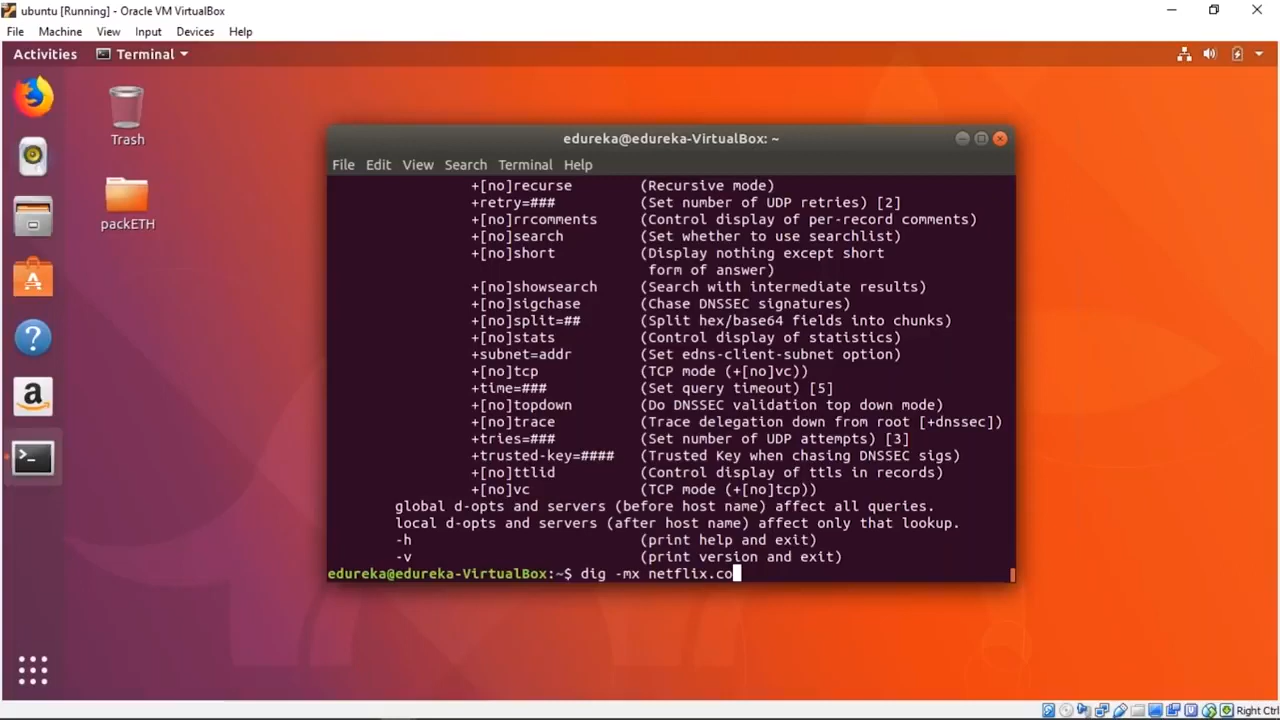 ubuntu [Running] - Oracle VM VirtualBox
File Machine View Input Devices Help
Activities Terminal
Trash
packETH
edureka@edureka-VirtualBox: ~
File Edit View Search Terminal Help
+[no]recurse (Recursive mode)
+retry=### (Set number of UDP retries) [2]
+[no]rrcomments (Control display of per-record comments)
+[no]search (Set whether to use searchlist)
+[no]short (Display nothing except short
form of answer)
+[no]showsearch (Search with intermediate results)
+[no]sigchase (Chase DNSSEC signatures)
+[no]split=## (Split hex/base64 fields into chunks)
+[no]stats (Control display of statistics)
+subnet=addr (Set edns-client-subnet option)
+[no]tcp (TCP mode (+[no]vc))
+time=### (Set query timeout) [5]
+[no]topdown (Do DNSSEC validation top down mode)
+[no]trace (Trace delegation down from root [+dnssec])
+tries=### (Set number of UDP attempts) [3]
+trusted-key=#### (Trusted Key when chasing DNSSEC sigs)
+[no]ttlid (Control display of ttls in records)
+[no]vc (TCP mode (+[no]tcp))
global d-opts and servers (before host name) affect all queries.
local d-opts and servers (after host name) affect only that lookup.
-h (print help and exit)
-v (print version and exit)
edureka@edureka-VirtualBox:~$ dig -mx netflix.co
Right Ctrl